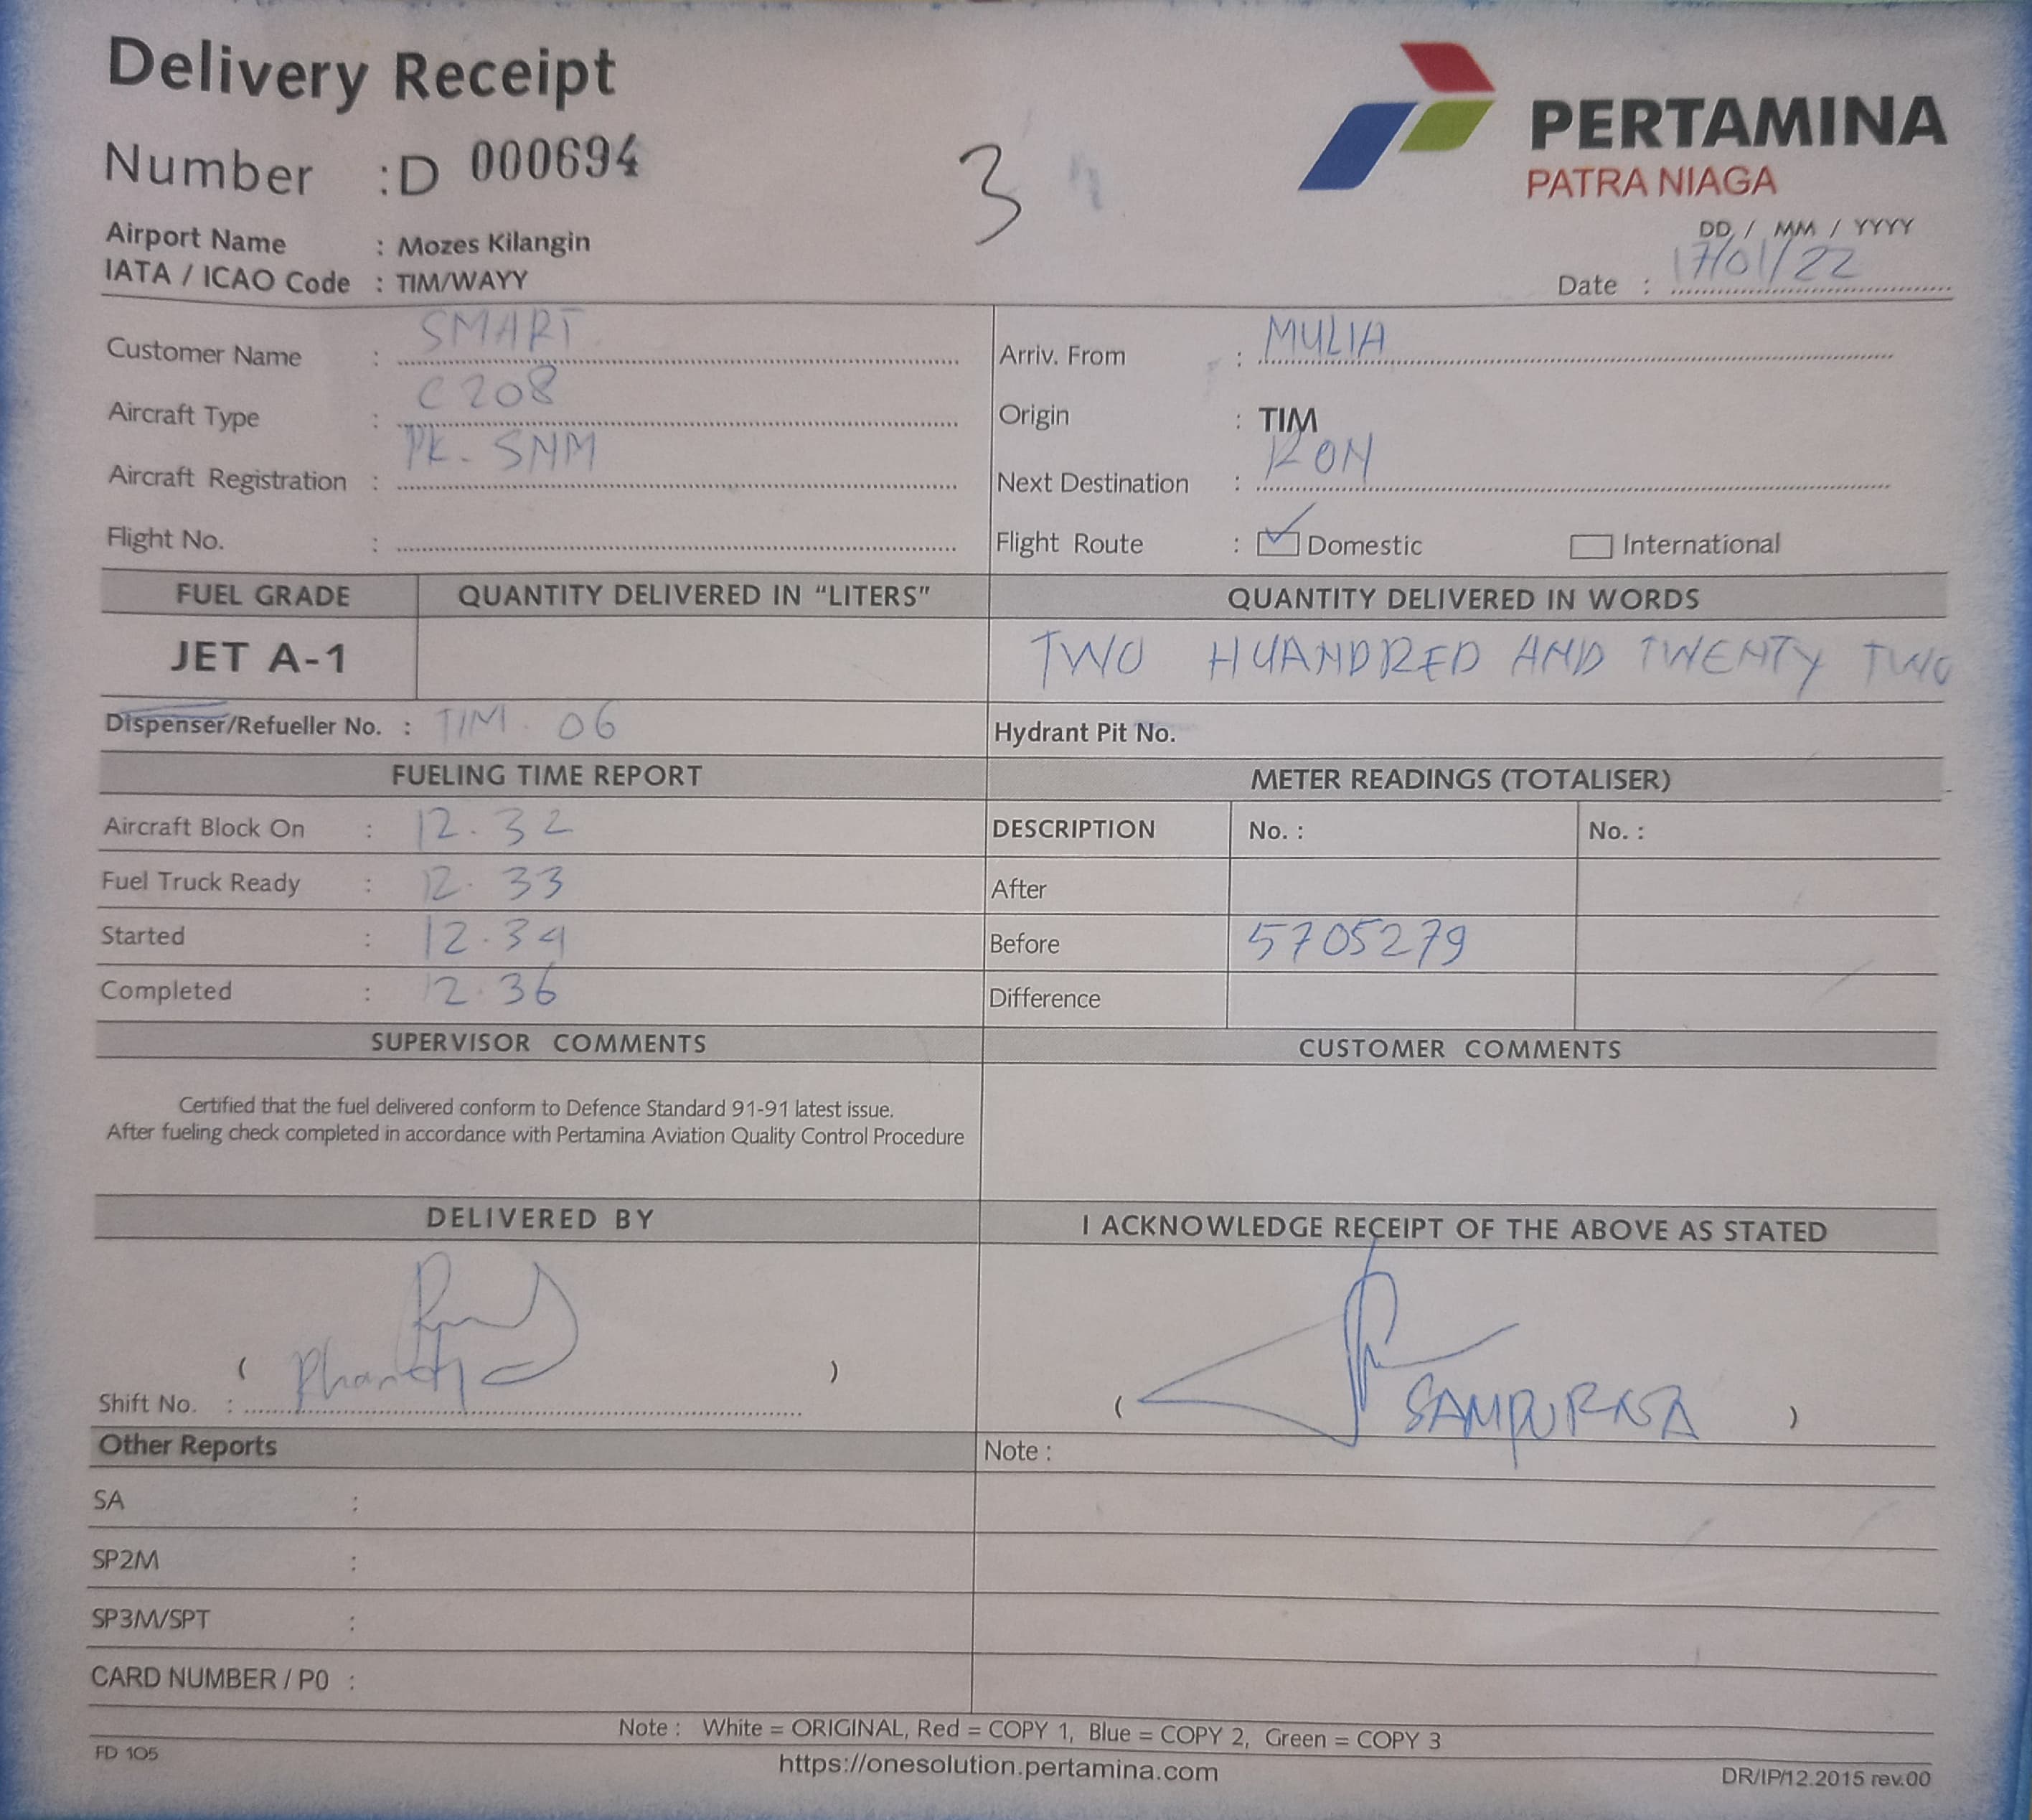 Delivery Receipt
Number : D 000694
3
PERTAMINA
PATRA NIAGA
Airport Name : Mozes Kilangin
IATA / ICAO Code : TIM/WAYY
DD / MM / YYYY
Date : 17/01/22
Customer Name : SMART
Aircraft Type : C 208
Aircraft Registration : PK - SNM
Flight No. :
Arriv. From : MULIA
Origin : TIM
Next Destination : KON
Flight Route : Domestic International
FUEL GRADE QUANTITY DELIVERED IN "LITERS" QUANTITY DELIVERED IN WORDS
JET A-1 TWO HUANDRED AND TWENTY TWO
Dispenser/Refueller No. : TIM . 06 Hydrant Pit No.
FUELING TIME REPORT
Aircraft Block On : 12.32
Fuel Truck Ready : 12.33
Started : 12.34
Completed : 12.36
METER READINGS (TOTALISER)
DESCRIPTION No. : No. :
After
Before 5705279
Difference
SUPERVISOR COMMENTS
Certified that the fuel delivered conform to Defence Standard 91-91 latest issue.
After fueling check completed in accordance with Pertamina Aviation Quality Control Procedure
CUSTOMER COMMENTS
DELIVERED BY
( )
Shift No. :
I ACKNOWLEDGE RECEIPT OF THE ABOVE AS STATED
( SAMPURNA )
Other Reports
SA :
SP2M :
SP3M/SPT :
CARD NUMBER / P0 :
Note :
Note : White = ORIGINAL, Red = COPY 1, Blue = COPY 2, Green = COPY 3
FD 105
https://onesolution.pertamina.com
DR/IP/12.2015 rev.00